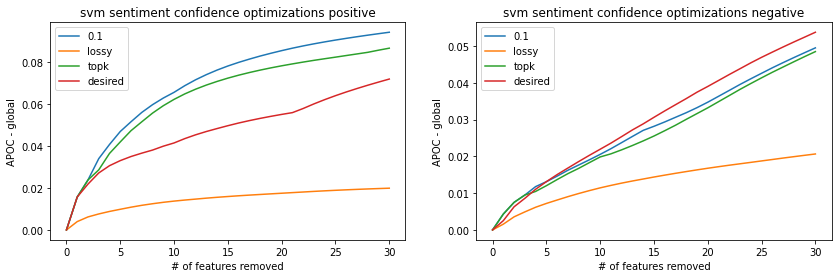 svm sentiment confidence optimizations positive
APOC - global
0.08
0.06
0.04
0.02
0.00
0.1
lossy
topk
desired
0
5
10
15
20
25
30
# of features removed
svm sentiment confidence optimizations negative
APOC - global
0.05
0.04
0.03
0.02
0.01
0.00
0.1
lossy
topk
desired
0
5
10
15
20
25
30
# of features removed